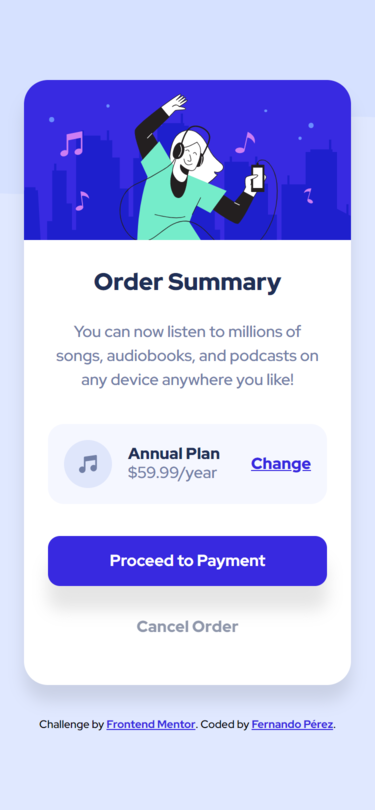 Order Summary
You can now listen to millions of
songs, audiobooks, and podcasts on
any device anywhere you like!
Annual Plan
$59.99/year
Change
Proceed to Payment
Cancel Order
Challenge by Frontend Mentor. Coded by Fernando Pérez.